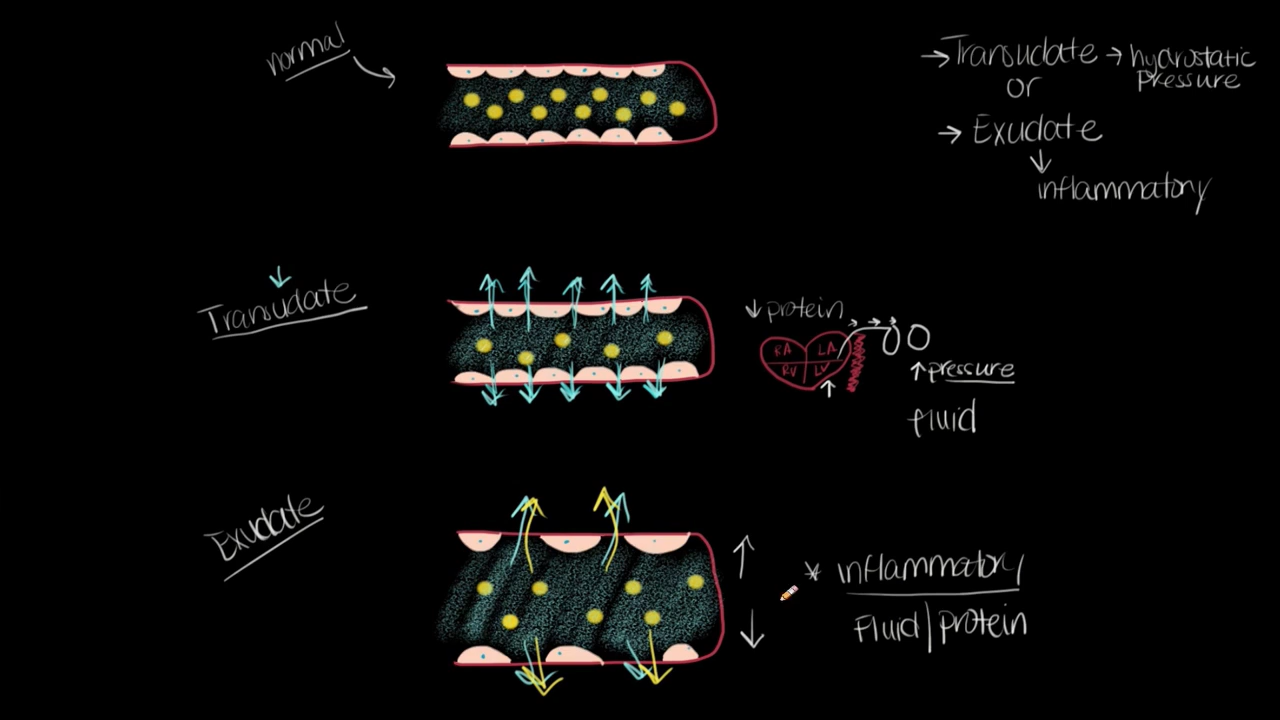 normal
→ Transudate → hydrostatic
pressure
or
→ Exudate
↓
inflammatory
↓
Transudate
↓ protein
RA LA
RV LV
↑
↑ pressure
fluid
Exudate
* inflammatory
Fluid/protein